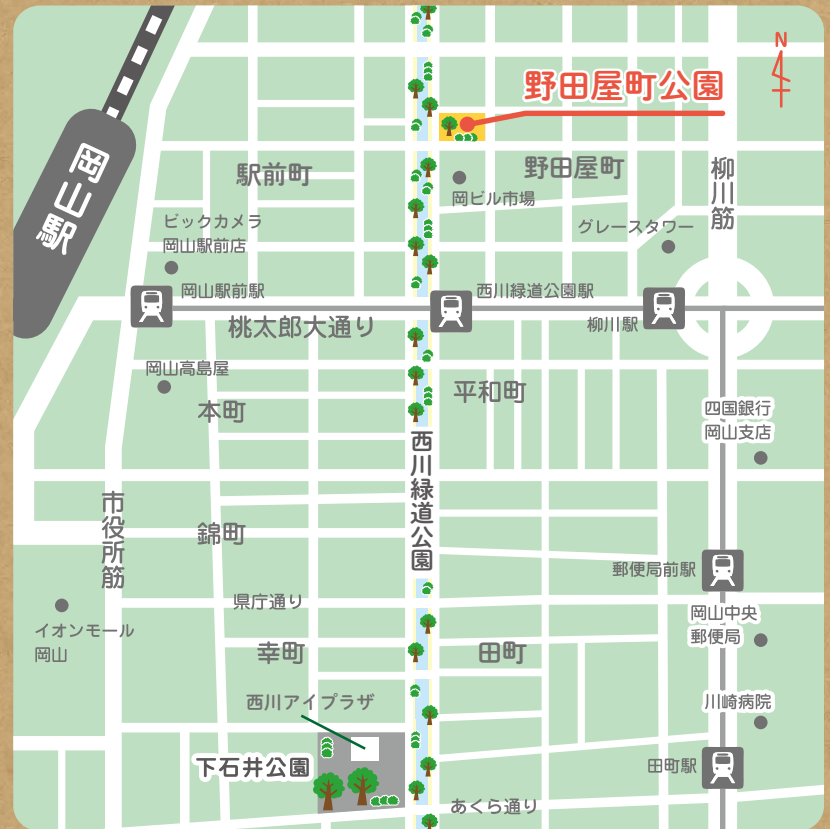 N
野田屋町公園
岡山駅
駅前町
野田屋町
柳川筋
岡ビル市場
ビックカメラ
岡山駅前店
グレースタワー
岡山駅前駅
西川緑道公園駅
柳川駅
桃太郎大通り
岡山高島屋
平和町
本町
四国銀行
岡山支店
西川緑道公園
市役所筋
錦町
郵便局前駅
県庁通り
岡山中央
郵便局
イオンモール
岡山
幸町
田町
西川アイプラザ
川崎病院
下石井公園
田町駅
あくら通り